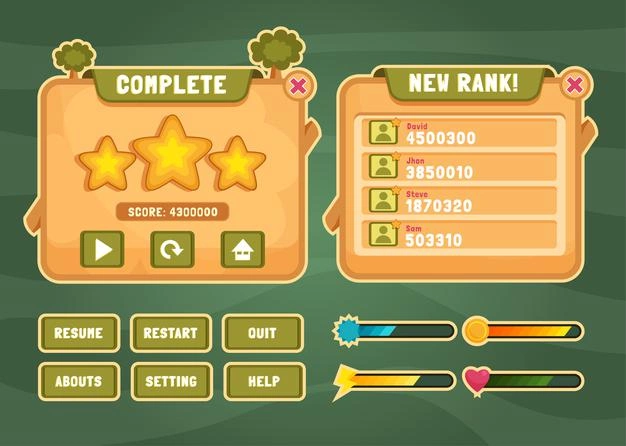 COMPLETE
SCORE: 4300000
NEW RANK!
David
4500300
Jhon
3850010
Steve
1870320
Sam
503310
RESUME
RESTART
QUIT
ABOUTS
SETTING
HELP